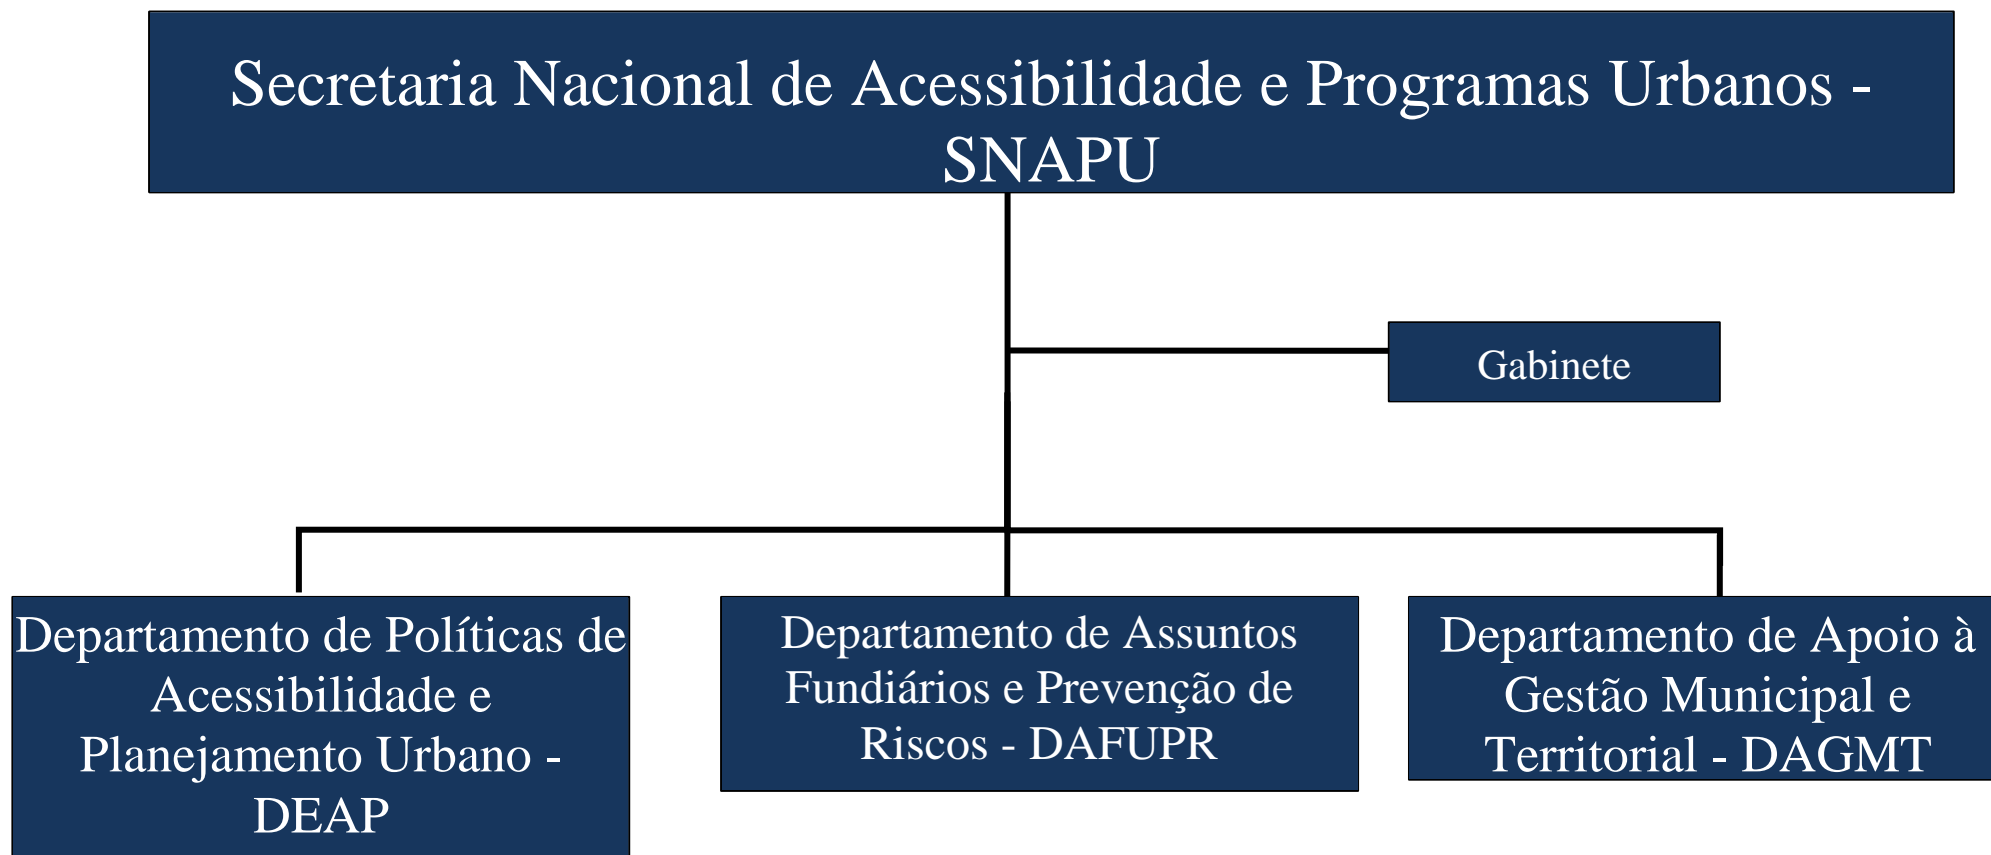 Secretaria Nacional de Acessibilidade e Programas Urbanos -
SNAPU
Gabinete
Departamento de Políticas de
Acessibilidade e
Planejamento Urbano -
DEAP
Departamento de Assuntos
Fundiários e Prevenção de
Riscos - DAFUPR
Departamento de Apoio à
Gestão Municipal e
Territorial - DAGMT